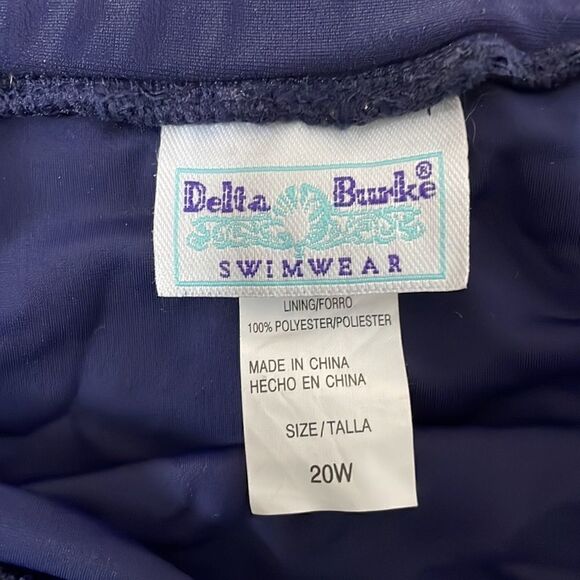 Delta Burke®
SWIMWEAR
LINING/FORRO
100% POLYESTER/POLIESTER
MADE IN CHINA
HECHO EN CHINA
SIZE/TALLA
20W